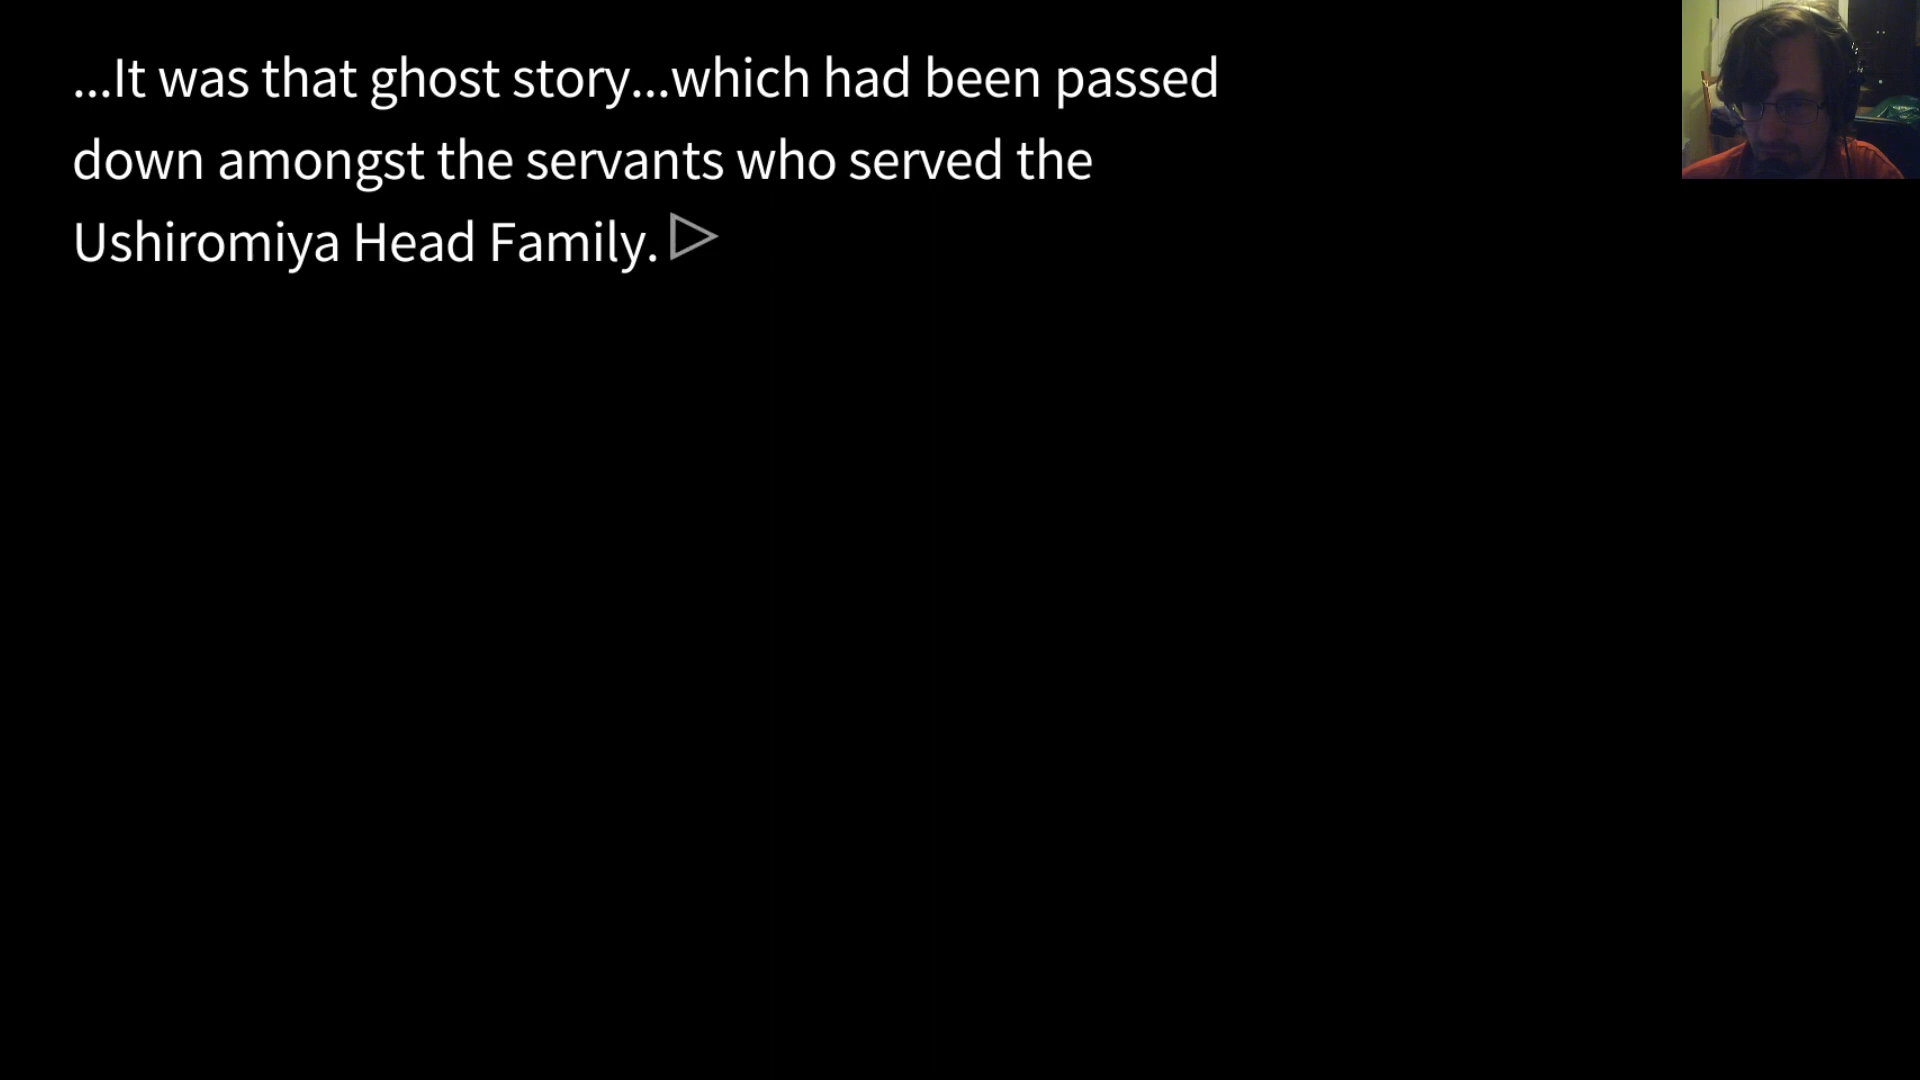 ...It was that ghost story...which had been passed
down amongst the servants who served the
Ushiromiya Head Family.